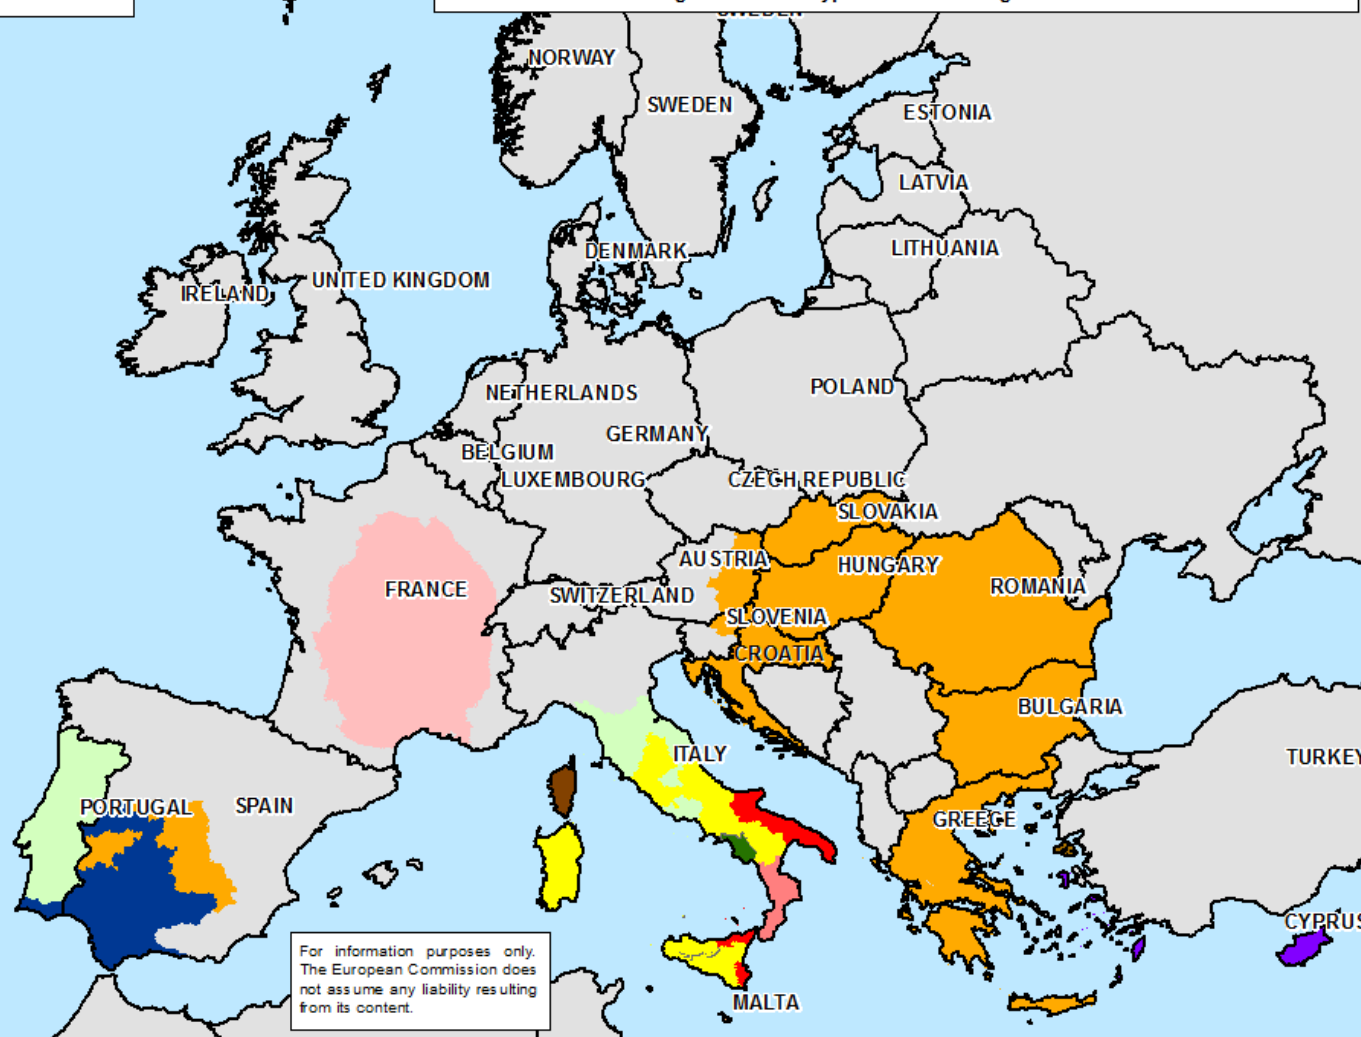 SWEDEN
NORWAY
SWEDEN
ESTONIA
LATVIA
LITHUANIA
DENMARK
UNITED KINGDOM
IRELAND
NETHERLANDS
POLAND
GERMANY
BELGIUM
LUXEMBOURG
CZECH REPUBLIC
SLOVAKIA
AUSTRIA
HUNGARY
FRANCE
SWITZERLAND
ROMANIA
SLOVENIA
CROATIA
BULGARIA
ITALY
TURKEY
PORTUGAL
SPAIN
GREECE
CYPRUS
MALTA
For information purposes only.
The European Commission does
not assume any liability resulting
from its content.